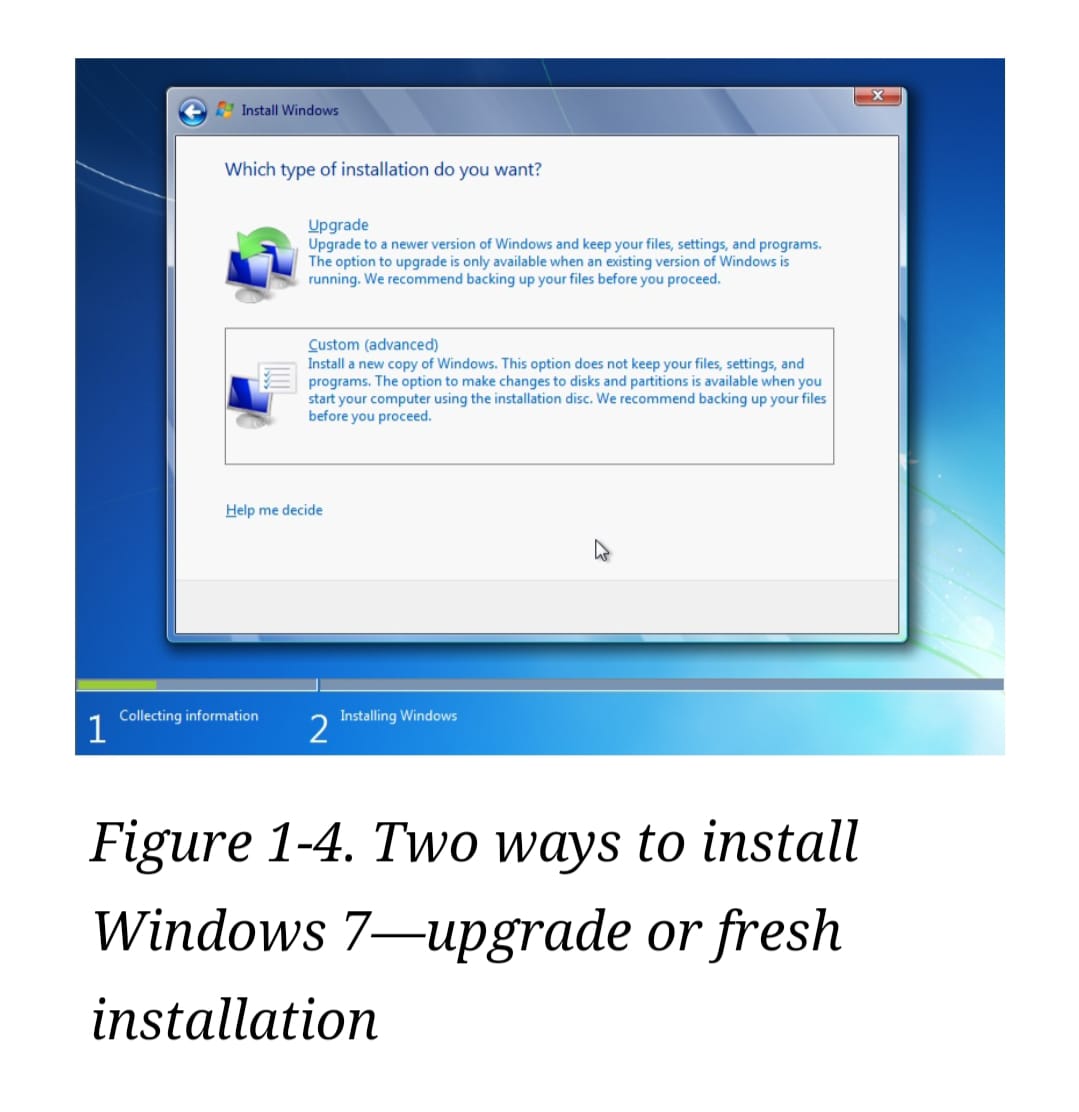 Install Windows
Which type of installation do you want?
Upgrade
Upgrade to a newer version of Windows and keep your files, settings, and programs.
The option to upgrade is only available when an existing version of Windows is
running. We recommend backing up your files before you proceed.
Custom (advanced)
Install a new copy of Windows. This option does not keep your files, settings, and
programs. The option to make changes to disks and partitions is available when you
start your computer using the installation disc. We recommend backing up your files
before you proceed.
Help me decide
1 Collecting information
2 Installing Windows
Figure 1-4. Two ways to install
Windows 7—upgrade or fresh
installation